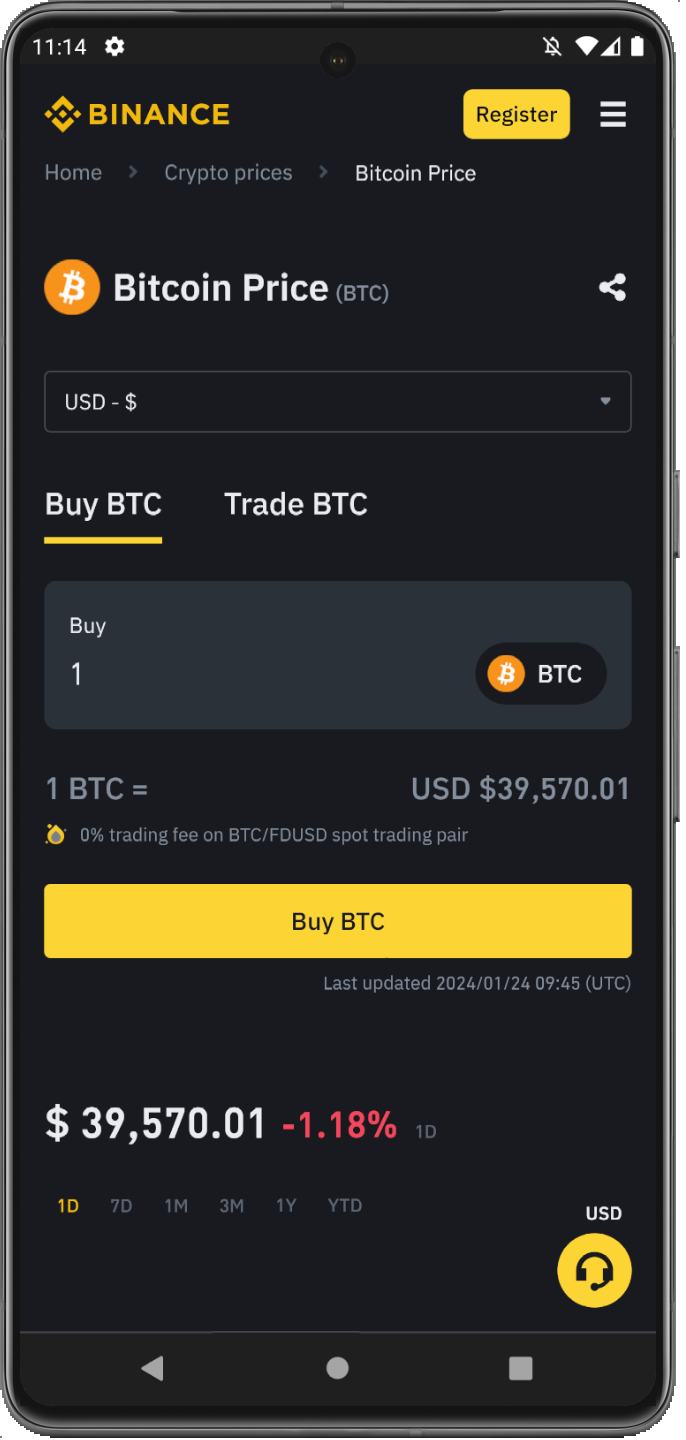 11:14
BINANCE
Register
Home > Crypto prices > Bitcoin Price
Bitcoin Price (BTC)
USD - $
Buy BTC Trade BTC
Buy
1 BTC
1 BTC = USD $39,570.01
0% trading fee on BTC/FDUSD spot trading pair
Buy BTC
Last updated 2024/01/24 09:45 (UTC)
$ 39,570.01 -1.18% 1D
1D 7D 1M 3M 1Y YTD
USD